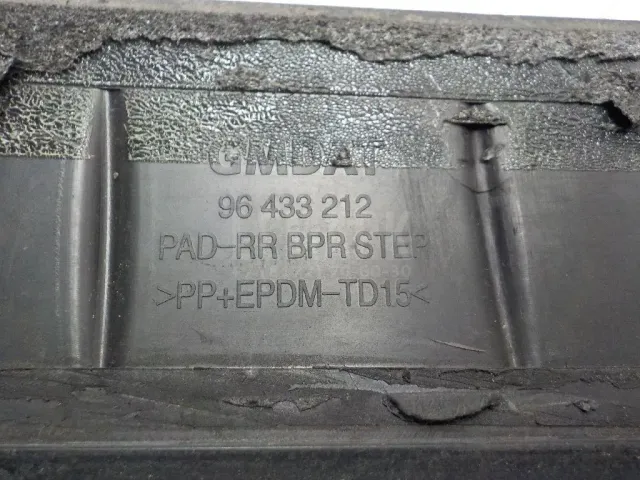 GMDAT
96 433 212
PAD-RR BPR STEP
>PP+EPDM-TD15<